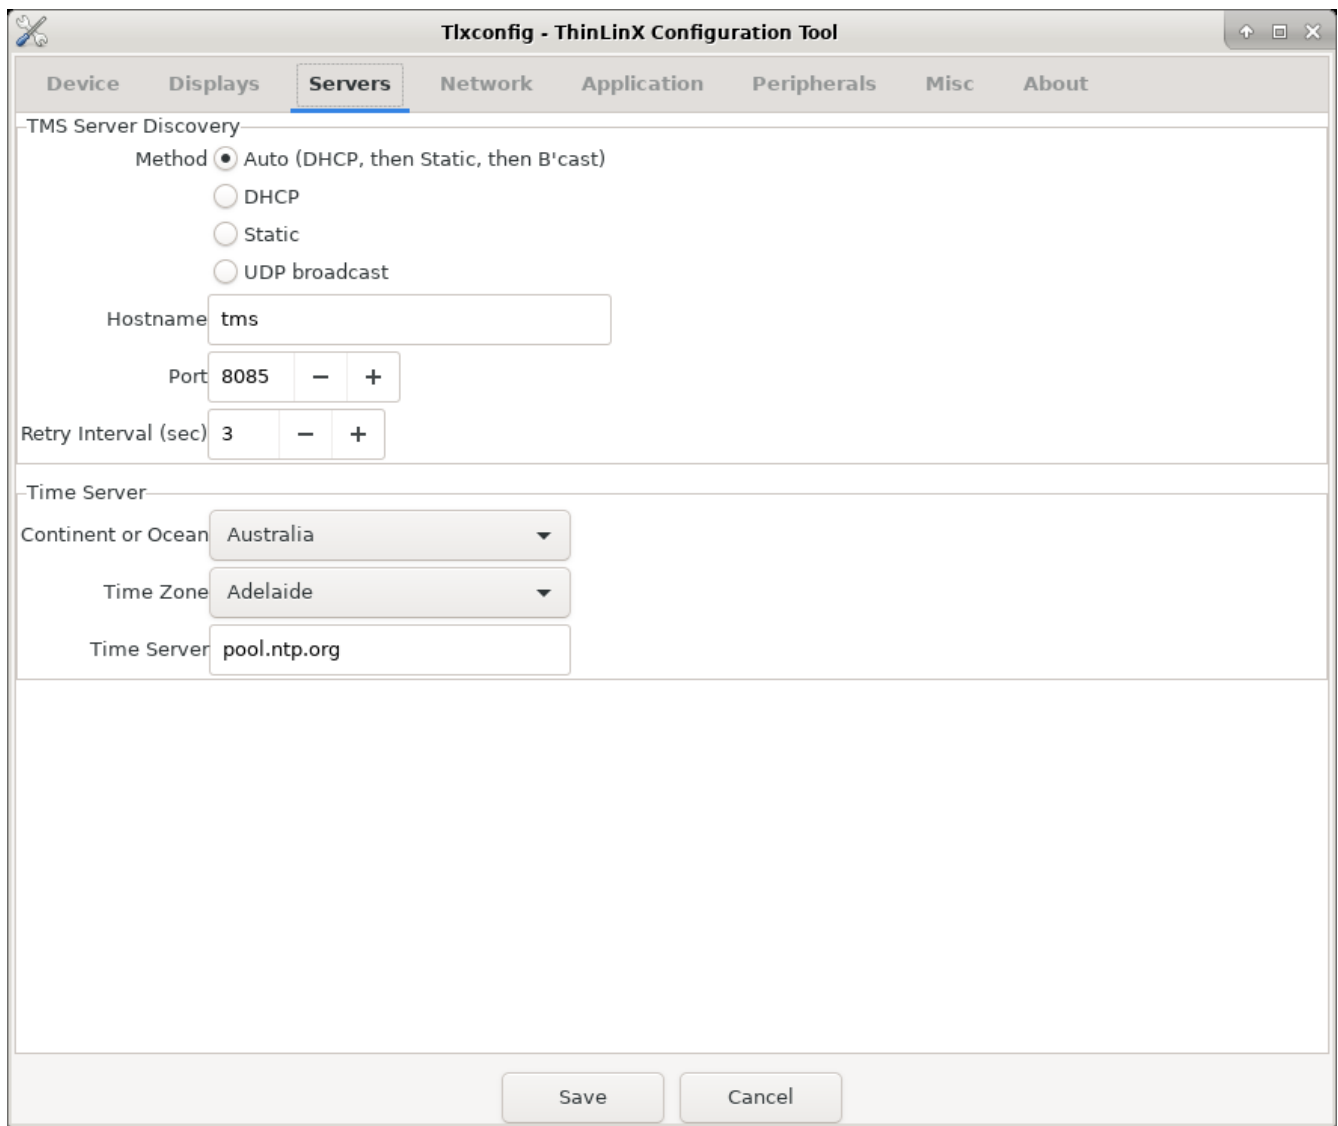 Tlxconfig - ThinLinX Configuration Tool
Device Displays Servers Network Application Peripherals Misc About
TMS Server Discovery
Method Auto (DHCP, then Static, then B'cast)
DHCP
Static
UDP broadcast
Hostname tms
Port 8085 − +
Retry Interval (sec) 3 − +
Time Server
Continent or Ocean Australia
Time Zone Adelaide
Time Server pool.ntp.org
Save Cancel